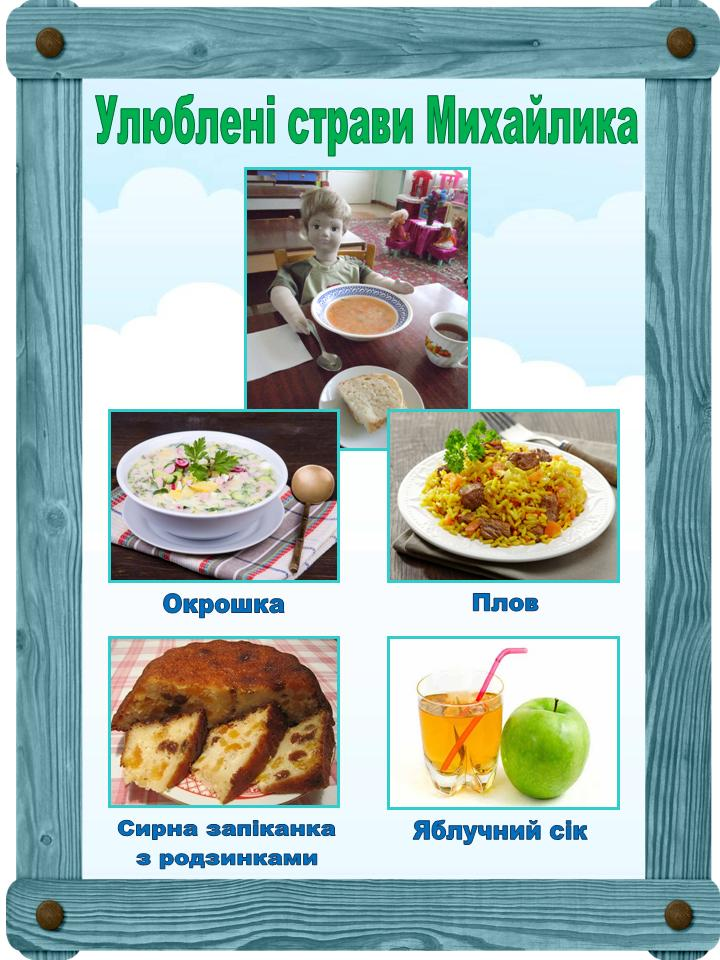 Улюблені страви Михайлика
Окрошка
Плов
Сирна запіканка
з родзинками
Яблучний сік